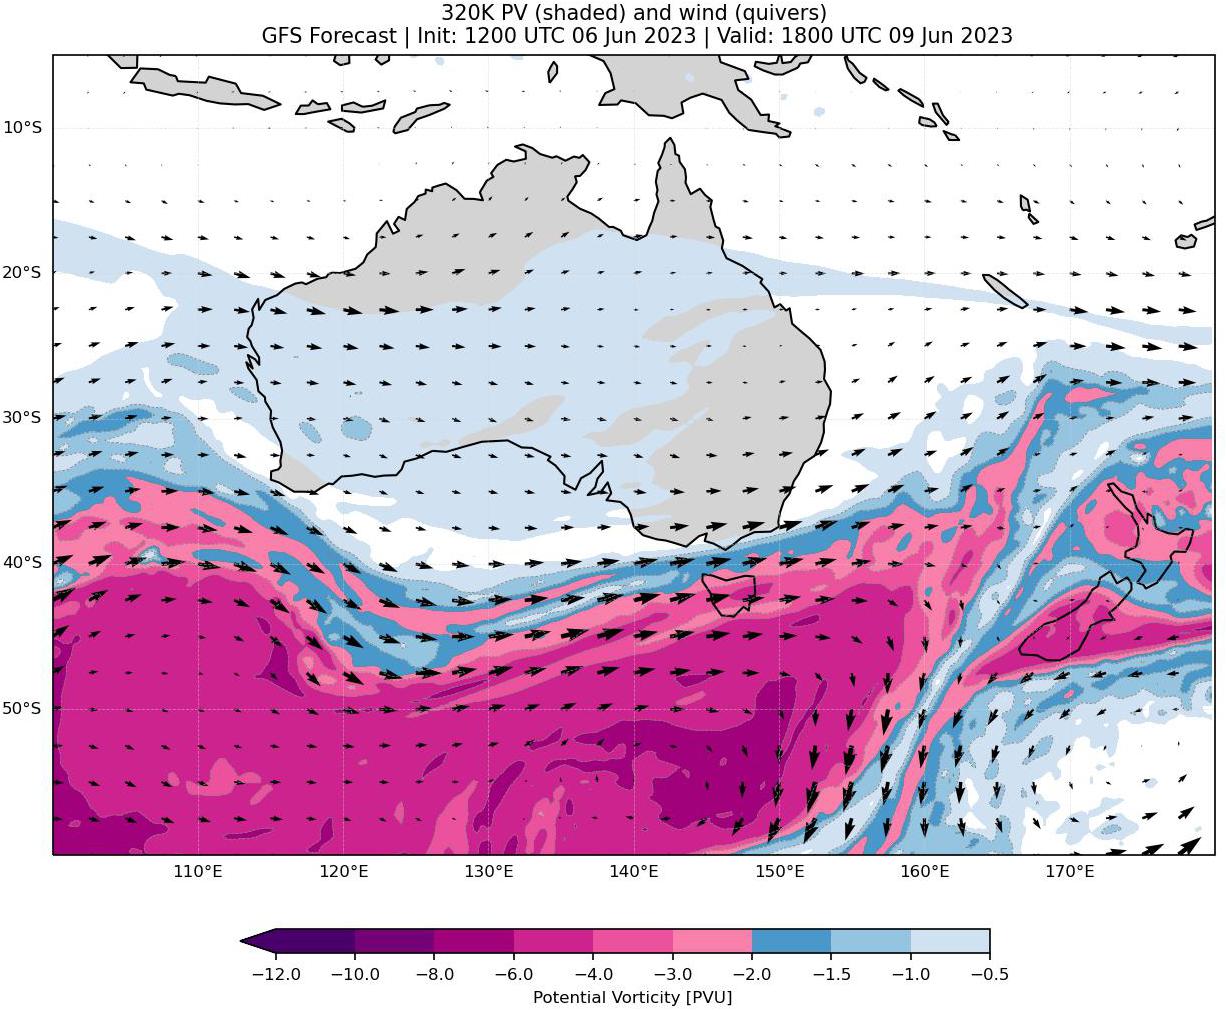 320K PV (shaded) and wind (quivers)
GFS Forecast | Init: 1200 UTC 06 Jun 2023 | Valid: 1800 UTC 09 Jun 2023
10°S
20°S
30°S
40°S
50°S
110°E 120°E 130°E 140°E 150°E 160°E 170°E
−12.0 −10.0 −8.0 −6.0 −4.0 −3.0 −2.0 −1.5 −1.0 −0.5
Potential Vorticity [PVU]